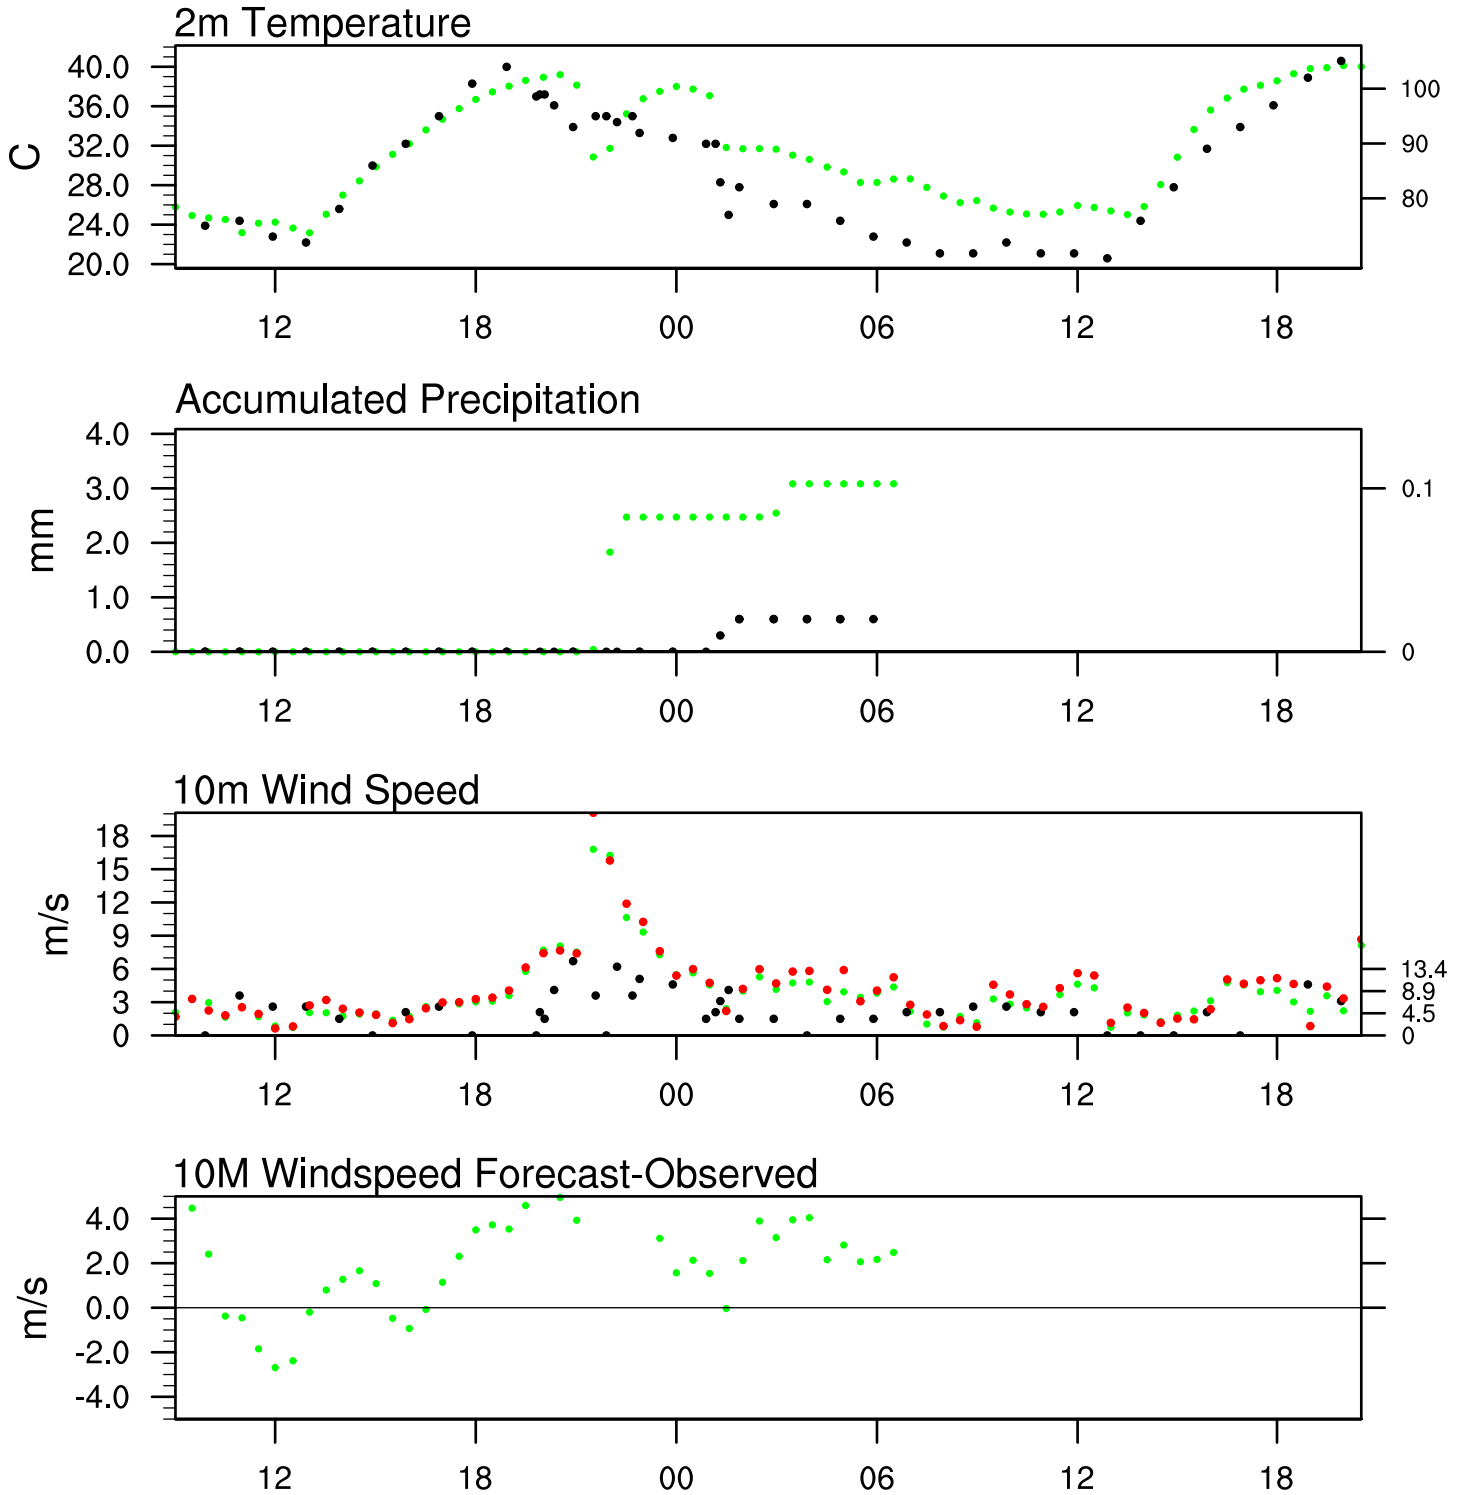 2m Temperature
40.0
36.0
32.0
28.0
24.0
20.0
C
100
90
80
12 18 00 06 12 18
Accumulated Precipitation
4.0
3.0
2.0
1.0
0.0
mm
0.1
0
12 18 00 06 12 18
10m Wind Speed
18
15
12
9
6
3
0
m/s
13.4
8.9
4.5
0
12 18 00 06 12 18
10M Windspeed Forecast-Observed
4.0
2.0
0.0
-2.0
-4.0
m/s
12 18 00 06 12 18